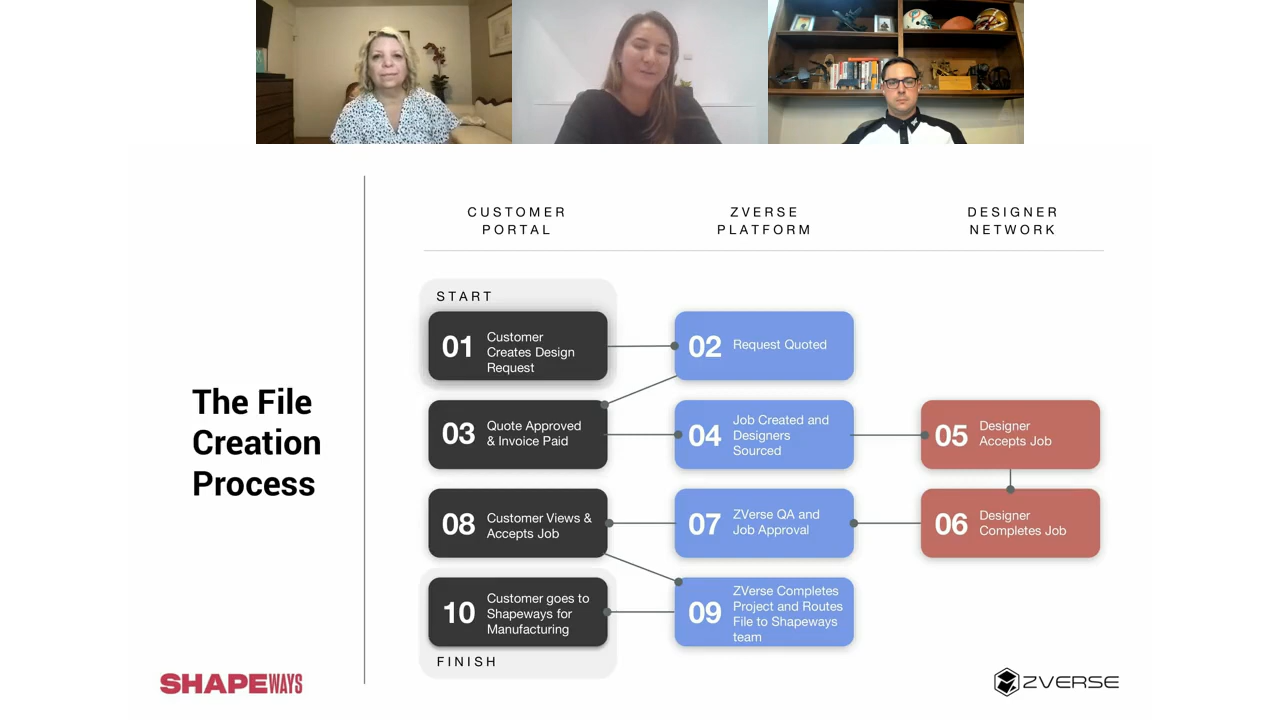 CUSTOMER
PORTAL
ZVERSE
PLATFORM
DESIGNER
NETWORK
The File
Creation
Process
START
01
Customer
Creates Design
Request
02
Request Quoted
03
Quote Approved
& Invoice Paid
04
Job Created and
Designers
Sourced
05
Designer
Accepts Job
08
Customer Views &
Accepts Job
07
ZVerse QA and
Job Approval
06
Designer
Completes Job
10
Customer goes to
Shapeways for
Manufacturing
09
ZVerse Completes
Project and Routes
File to Shapeways
team
FINISH
SHAPEWAYS
ZVERSE